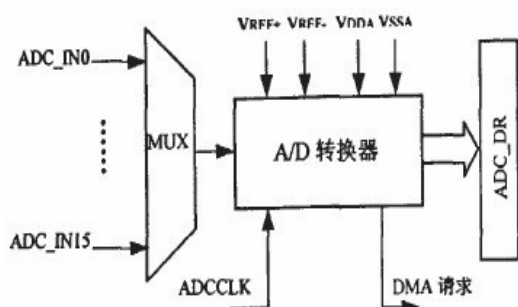 VREF+ VREF- VDDA VSSA
ADC_IN0
MUX
A/D 转换器
ADC_DR
ADC_IN15
ADCCLK
DMA 请求